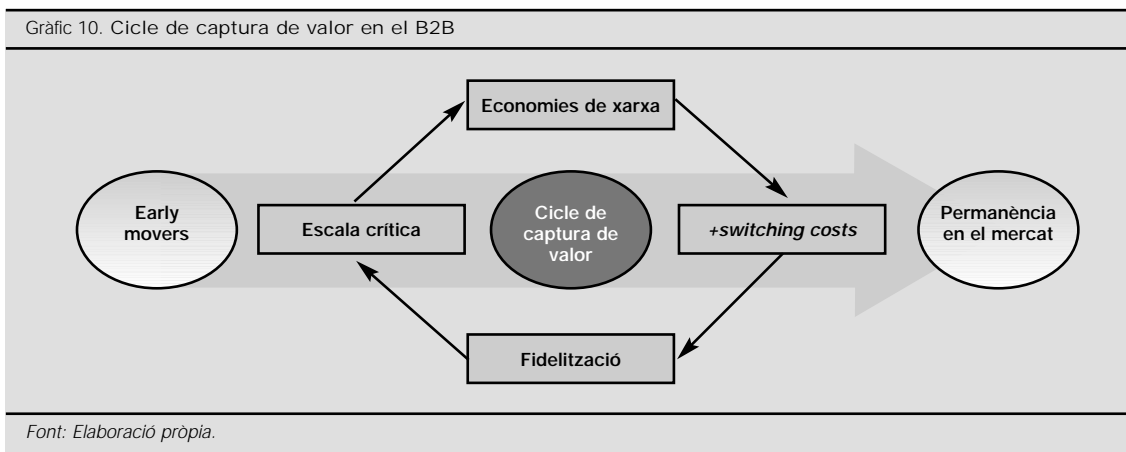 Gràfic 10. Cicle de captura de valor en el B2B
Economies de xarxa
Early
movers
Escala crítica
Cicle de
captura de
valor
+switching costs
Permanència
en el mercat
Fidelització
Font: Elaboració pròpia.